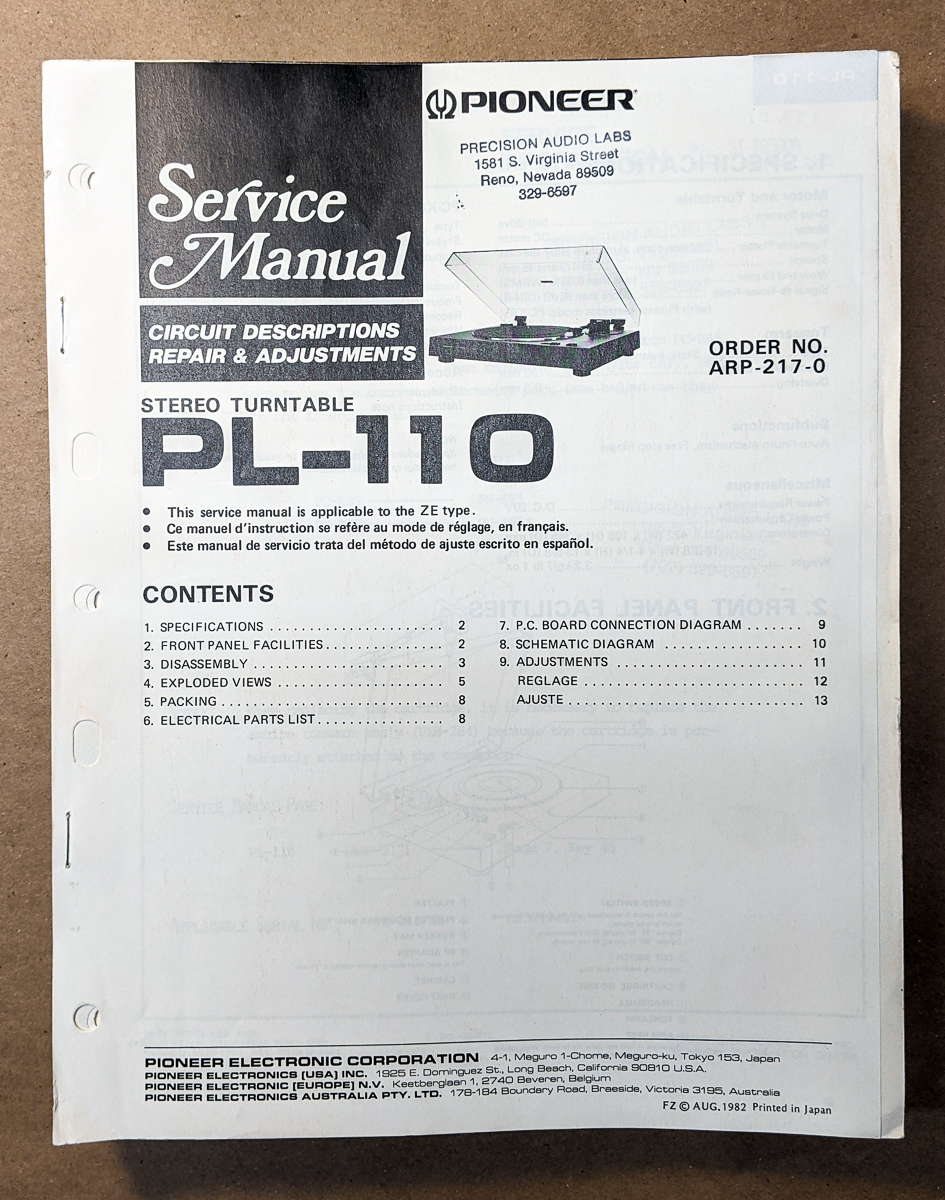 PIONEER®
PRECISION AUDIO LABS
1581 S. Virginia Street
Reno, Nevada 89509
329-6597
Service
Manual
CIRCUIT DESCRIPTIONS
REPAIR & ADJUSTMENTS
ORDER NO.
ARP-217-0
STEREO TURNTABLE
PL-110
● This service manual is applicable to the ZE type.
● Ce manuel d'instruction se refère au mode de réglage, en français.
● Este manual de servicio trata del método de ajuste escrito en español.
CONTENTS
1. SPECIFICATIONS . . . . . . . . . . . . . . . . . . . . . 2
2. FRONT PANEL FACILITIES . . . . . . . . . . . . . . 2
3. DISASSEMBLY . . . . . . . . . . . . . . . . . . . . . . . 3
4. EXPLODED VIEWS . . . . . . . . . . . . . . . . . . . . 5
5. PACKING . . . . . . . . . . . . . . . . . . . . . . . . . . . 8
6. ELECTRICAL PARTS LIST . . . . . . . . . . . . . . . 8
7. P.C. BOARD CONNECTION DIAGRAM . . . . . . . 9
8. SCHEMATIC DIAGRAM . . . . . . . . . . . . . . . . . 10
9. ADJUSTMENTS . . . . . . . . . . . . . . . . . . . . . . . 11
REGLAGE . . . . . . . . . . . . . . . . . . . . . . . . . . . 12
AJUSTE . . . . . . . . . . . . . . . . . . . . . . . . . . . . . 13
PIONEER ELECTRONIC CORPORATION 4-1, Meguro 1-Chome, Meguro-ku, Tokyo 153, Japan
PIONEER ELECTRONICS [USA] INC. 1925 E. Dominguez St., Long Beach, California 90810 U.S.A.
PIONEER ELECTRONIC [EUROPE] N.V. Keetberglaan 1, 2740 Beveren, Belgium
PIONEER ELECTRONICS AUSTRALIA PTY. LTD. 178-184 Boundary Road, Braeside, Victoria 3195, Australia
FZ © AUG. 1982 Printed in Japan